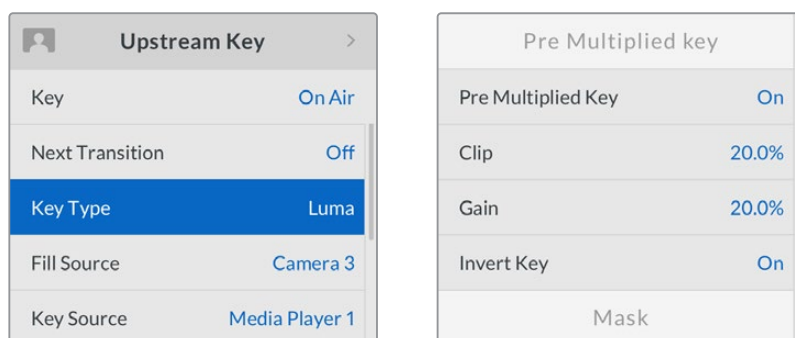 Upstream Key
Key On Air
Next Transition Off
Key Type Luma
Fill Source Camera 3
Key Source Media Player 1
Pre Multiplied key
Pre Multiplied Key On
Clip 20.0%
Gain 20.0%
Invert Key On
Mask